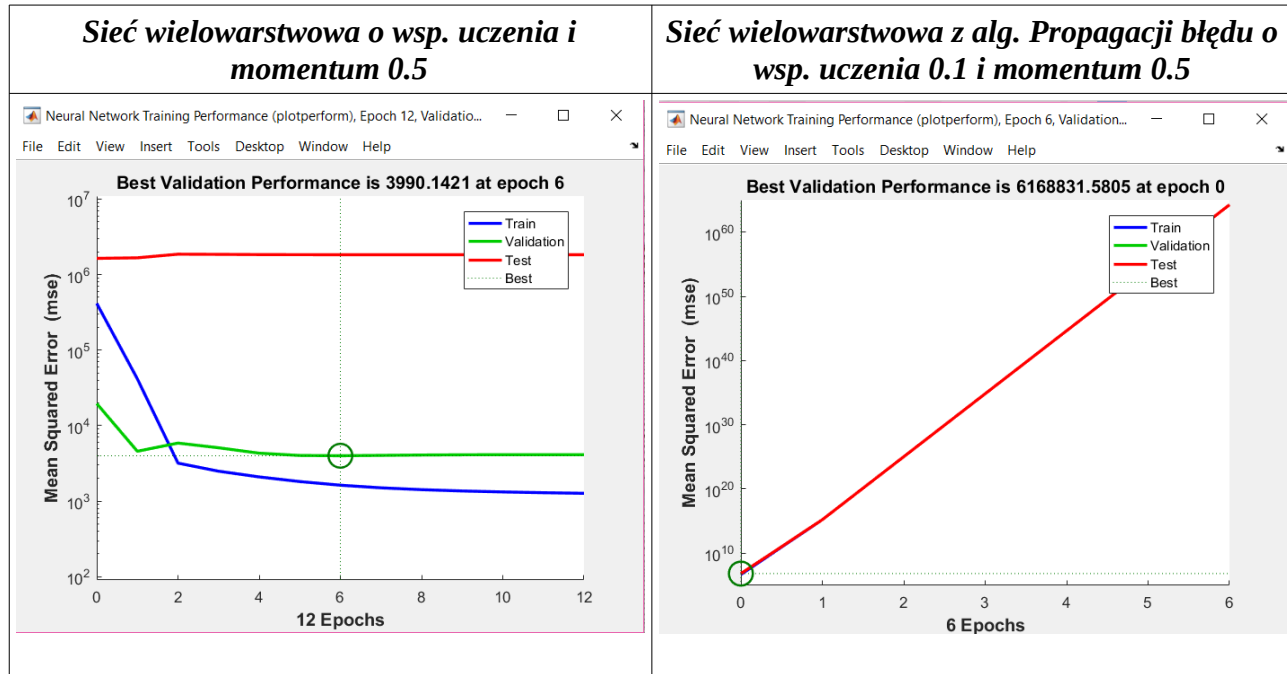 Sieć wielowarstwowa o wsp. uczenia i
momentum 0.5
Sieć wielowarstwowa z alg. Propagacji błędu o
wsp. uczenia 0.1 i momentum 0.5
Neural Network Training Performance (plotperform), Epoch 12, Validatio...
File Edit View Insert Tools Desktop Window Help
Best Validation Performance is 3990.1421 at epoch 6
Mean Squared Error (mse)
10^7
10^6
10^5
10^4
10^3
10^2
Train
Validation
Test
Best
0 2 4 6 8 10 12
12 Epochs
Neural Network Training Performance (plotperform), Epoch 6, Validation...
File Edit View Insert Tools Desktop Window Help
Best Validation Performance is 6168831.5805 at epoch 0
Mean Squared Error (mse)
10^60
10^50
10^40
10^30
10^20
10^10
Train
Validation
Test
Best
0 1 2 3 4 5 6
6 Epochs